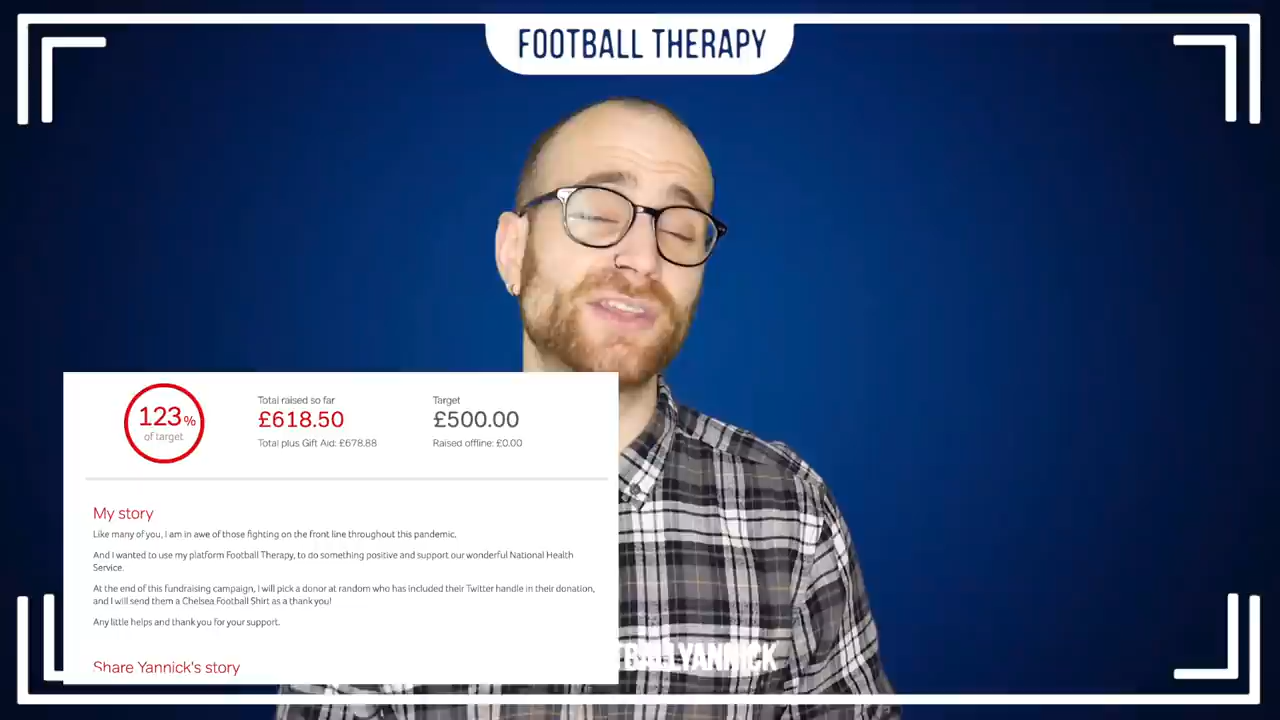 FOOTBALL THERAPY
123%
of target
Total raised so far
£618.50
Total plus Gift Aid: £678.88
Target
£500.00
Raised offline: £0.00
My story
Like many of you, I am in awe of those fighting on the front line throughout this pandemic.
And I wanted to use my platform Football Therapy, to do something positive and support our wonderful National Health
Service.
At the end of this fundraising campaign, I will pick a donor at random who has included their Twitter handle in their donation,
and I will send them a Chelsea Football Shirt as a thank you!
Any little helps and thank you for your support.
Share Yannick's story